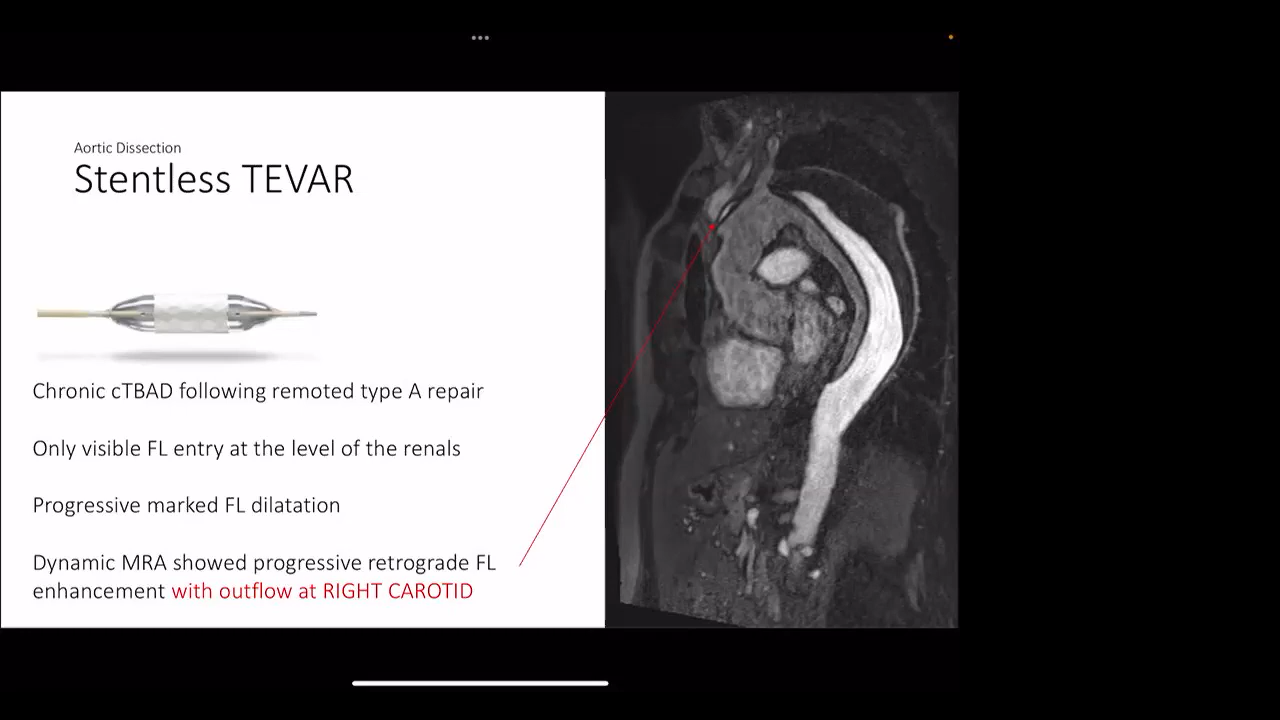 Aortic Dissection
Stentless TEVAR
Chronic cTBAD following remoted type A repair
Only visible FL entry at the level of the renals
Progressive marked FL dilatation
Dynamic MRA showed progressive retrograde FL
enhancement with outflow at RIGHT CAROTID